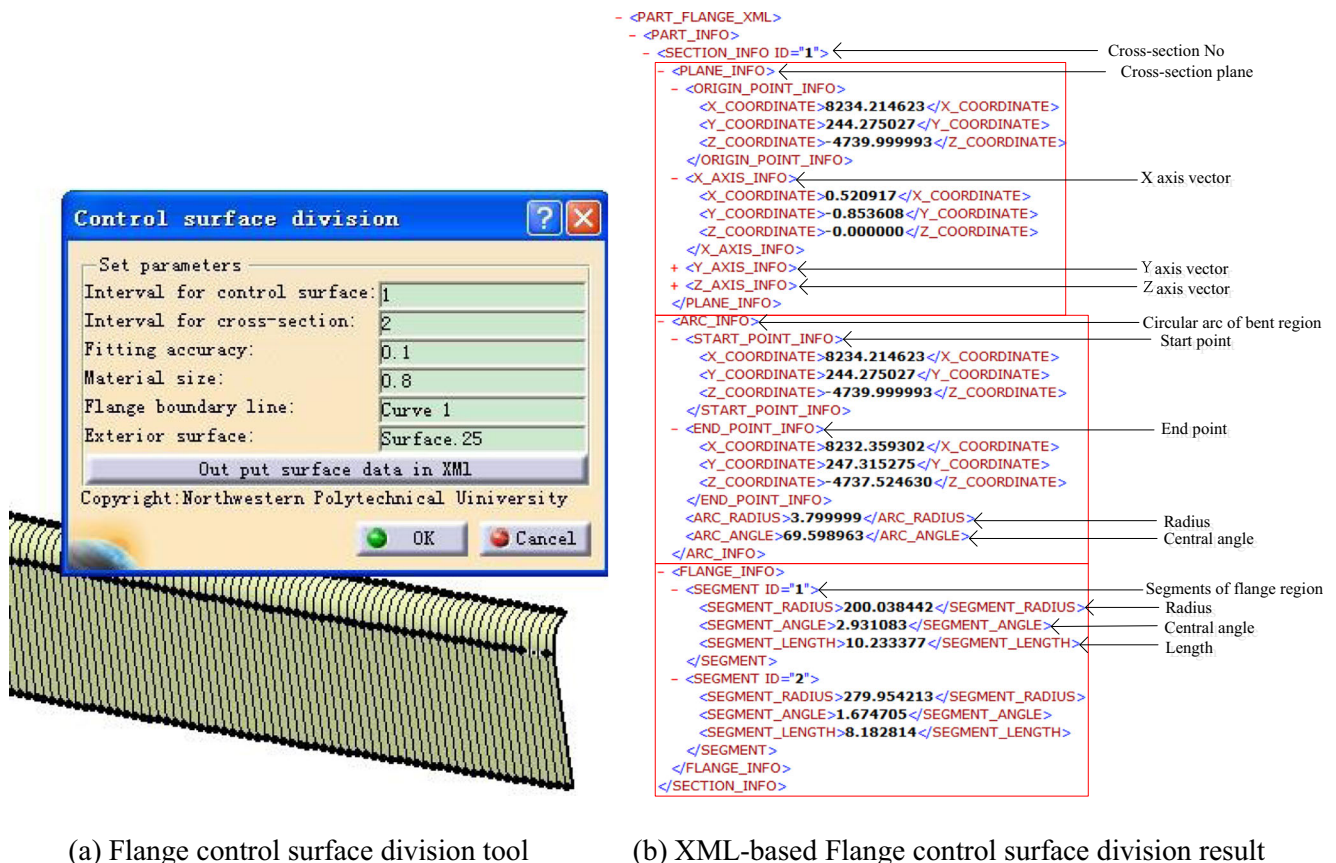 Control surface division
Set parameters
Interval for control surface: 1
Interval for cross-section: 2
Fitting accuracy: 0.1
Material size: 0.8
Flange boundary line: Curve 1
Exterior surface: Surface.25
Out put surface data in XMl
Copyright:Northwestern Polytechnical Uiniversity
OK Cancel
(a) Flange control surface division tool
- <PART_FLANGE_XML>
- <PART_INFO>
- <SECTION_INFO ID="1"> Cross-section No
- <PLANE_INFO> Cross-section plane
- <ORIGIN_POINT_INFO>
<X_COORDINATE>8234.214623</X_COORDINATE>
<Y_COORDINATE>244.275027</Y_COORDINATE>
<Z_COORDINATE>-4739.999993</Z_COORDINATE>
</ORIGIN_POINT_INFO>
- <X_AXIS_INFO> X axis vector
<X_COORDINATE>0.520917</X_COORDINATE>
<Y_COORDINATE>-0.853608</Y_COORDINATE>
<Z_COORDINATE>-0.000000</Z_COORDINATE>
</X_AXIS_INFO>
+ <Y_AXIS_INFO> Y axis vector
+ <Z_AXIS_INFO> Z axis vector
</PLANE_INFO>
- <ARC_INFO> Circular arc of bent region
- <START_POINT_INFO> Start point
<X_COORDINATE>8234.214623</X_COORDINATE>
<Y_COORDINATE>244.275027</Y_COORDINATE>
<Z_COORDINATE>-4739.999993</Z_COORDINATE>
</START_POINT_INFO>
- <END_POINT_INFO> End point
<X_COORDINATE>8232.359302</X_COORDINATE>
<Y_COORDINATE>247.315275</Y_COORDINATE>
<Z_COORDINATE>-4737.524630</Z_COORDINATE>
</END_POINT_INFO>
<ARC_RADIUS>3.799999</ARC_RADIUS> Radius
<ARC_ANGLE>69.598963</ARC_ANGLE> Central angle
</ARC_INFO>
- <FLANGE_INFO>
- <SEGMENT ID="1"> Segments of flange region
<SEGMENT_RADIUS>200.038442</SEGMENT_RADIUS> Radius
<SEGMENT_ANGLE>2.931083</SEGMENT_ANGLE> Central angle
<SEGMENT_LENGTH>10.233377</SEGMENT_LENGTH> Length
</SEGMENT>
- <SEGMENT ID="2">
<SEGMENT_RADIUS>279.954213</SEGMENT_RADIUS>
<SEGMENT_ANGLE>1.674705</SEGMENT_ANGLE>
<SEGMENT_LENGTH>8.182814</SEGMENT_LENGTH>
</SEGMENT>
</FLANGE_INFO>
</SECTION_INFO>
(b) XML-based Flange control surface division result